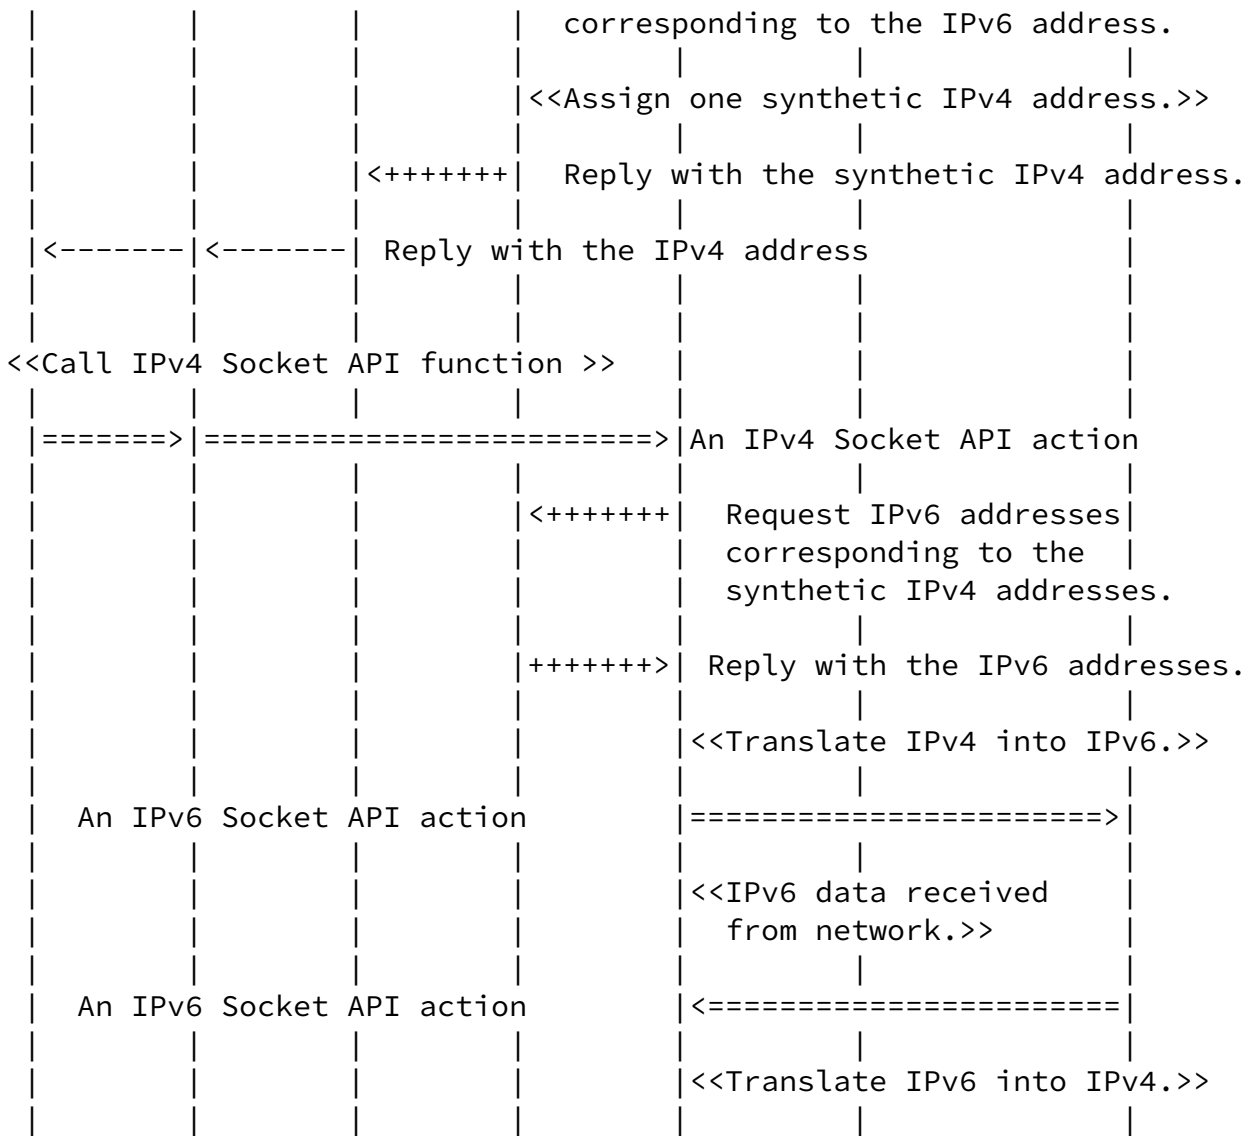 corresponding to the IPv6 address.
<<Assign one synthetic IPv4 address.>>
<+++++++| Reply with the synthetic IPv4 address.
|<-------|<-------| Reply with the IPv4 address
<<Call IPv4 Socket API function >>
|=======>|=========================>|An IPv4 Socket API action
<+++++++| Request IPv6 addresses|
corresponding to the
synthetic IPv4 addresses.
|+++++++>| Reply with the IPv6 addresses.
<<Translate IPv4 into IPv6.>>
An IPv6 Socket API action |=======================>|
<<IPv6 data received
from network.>>
An IPv6 Socket API action |<=======================|
<<Translate IPv6 into IPv4.>>